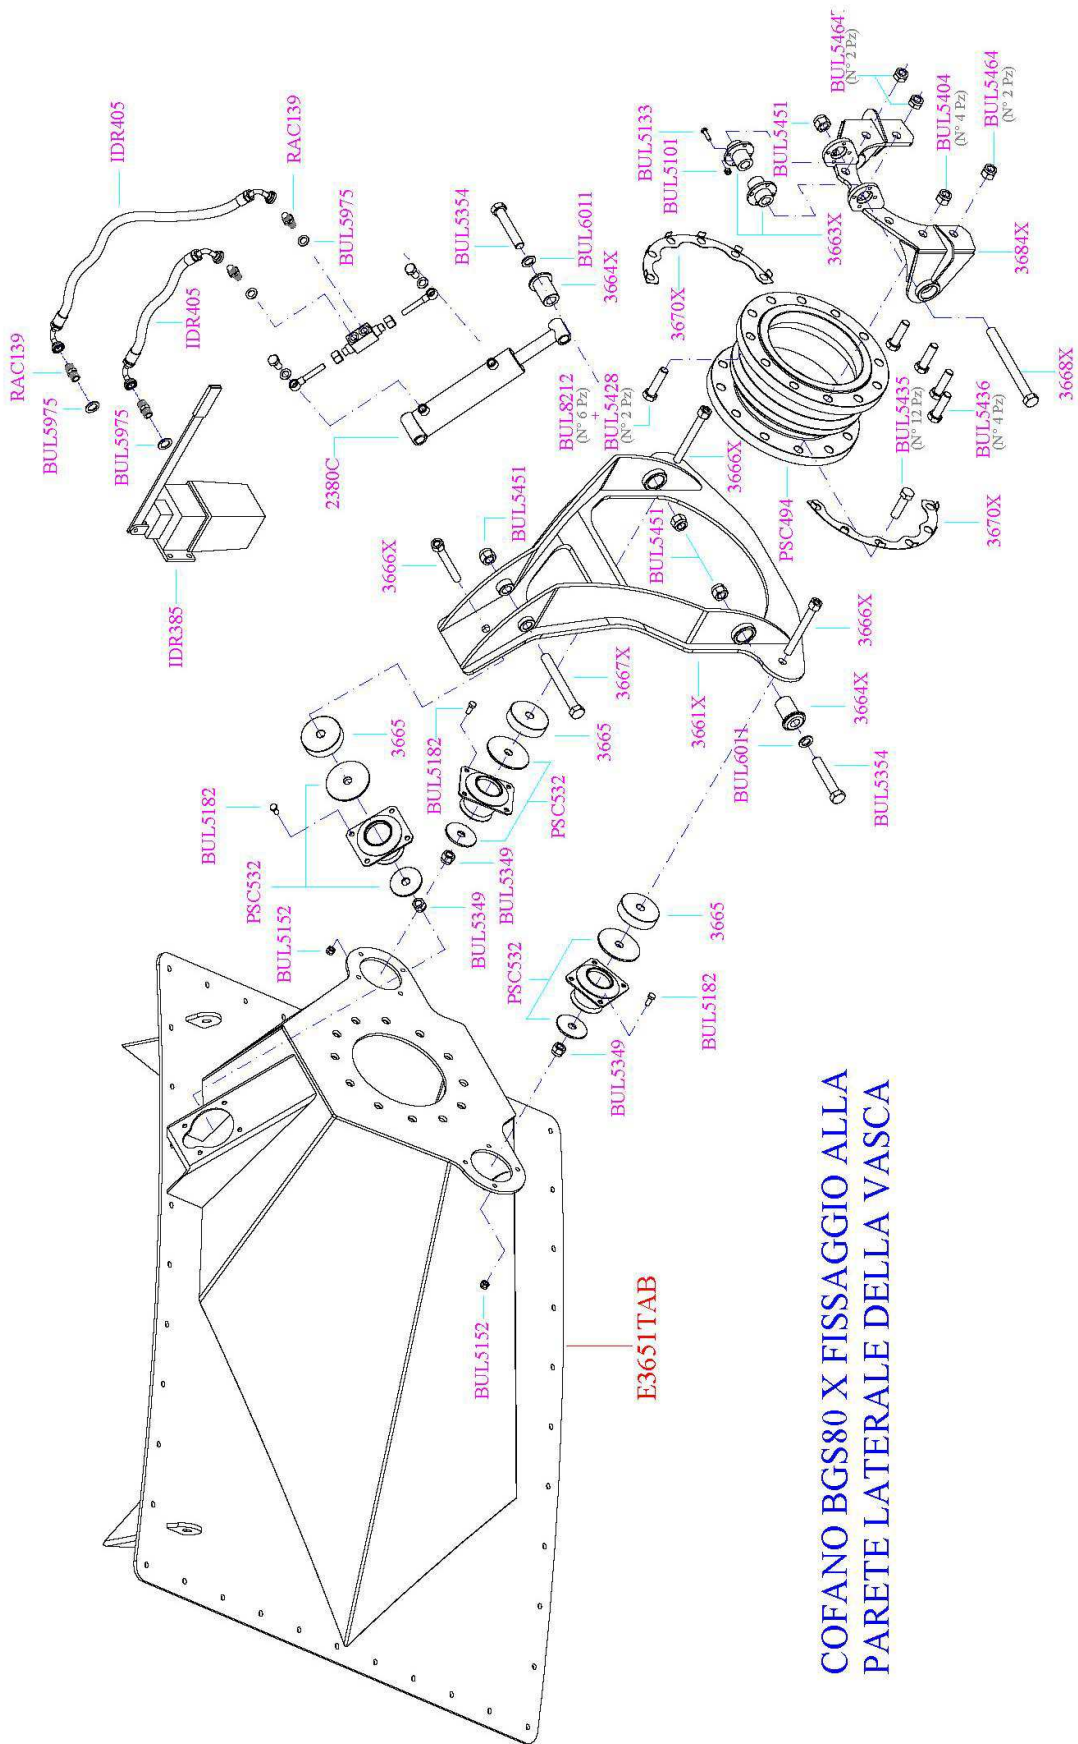 RAC139
BUL5975
IDR405
BUL5975
IDR385
IDR405
BUL5182
PSC532
BUL5152
RAC139
2380C
BUL5975
3665
3666X
BUL5182
BUL5354
BUL5349
BUL5152
BUL5349
PSC532
BUL5451
PSC532
BUL8212
(N° 6 Pz)
+
BUL5428
(N° 2 Pz)
BUL6011
3664X
BUL5349
3667X
3665
E3651TAB
BUL5133
BUL5451
BUL5101
3670X
3661X
BUL5182
3665
3666X
BUL6011
BUL5451
PSC494
3663X
BUL5464
(N° 2 Pz)
3666X
3664X
BUL5354
BUL5435
(N° 12 Pz)
BUL5404
(N° 4 Pz)
BUL5436
(N° 4 Pz)
BUL5464
(N° 2 Pz)
3670X
3684X
3668X
COFANO BGS80 X FISSAGGIO ALLA
PARETE LATERALE DELLA VASCA